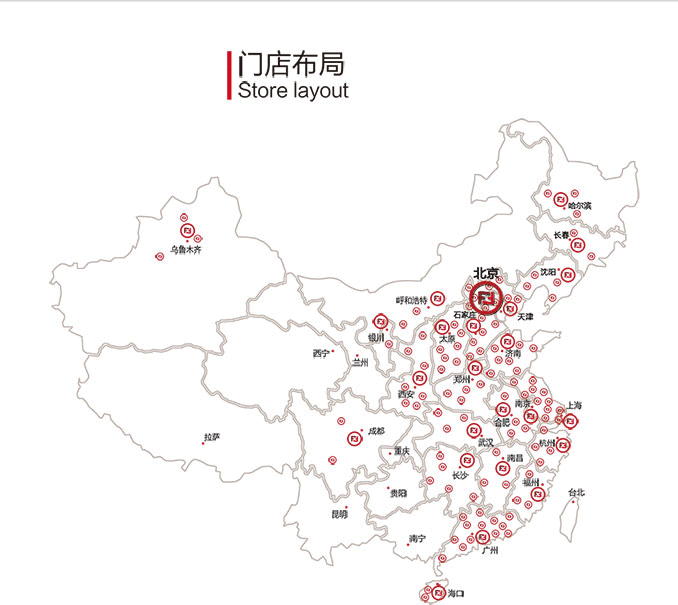 门店布局
Store layout
哈尔滨
长春
乌鲁木齐
沈阳
北京
呼和浩特
石家庄
天津
银川
太原
西宁
兰州
济南
郑州
西安
南京
上海
合肥
拉萨
成都
武汉
杭州
重庆
南昌
长沙
福州
贵阳
台北
昆明
南宁
广州
海口